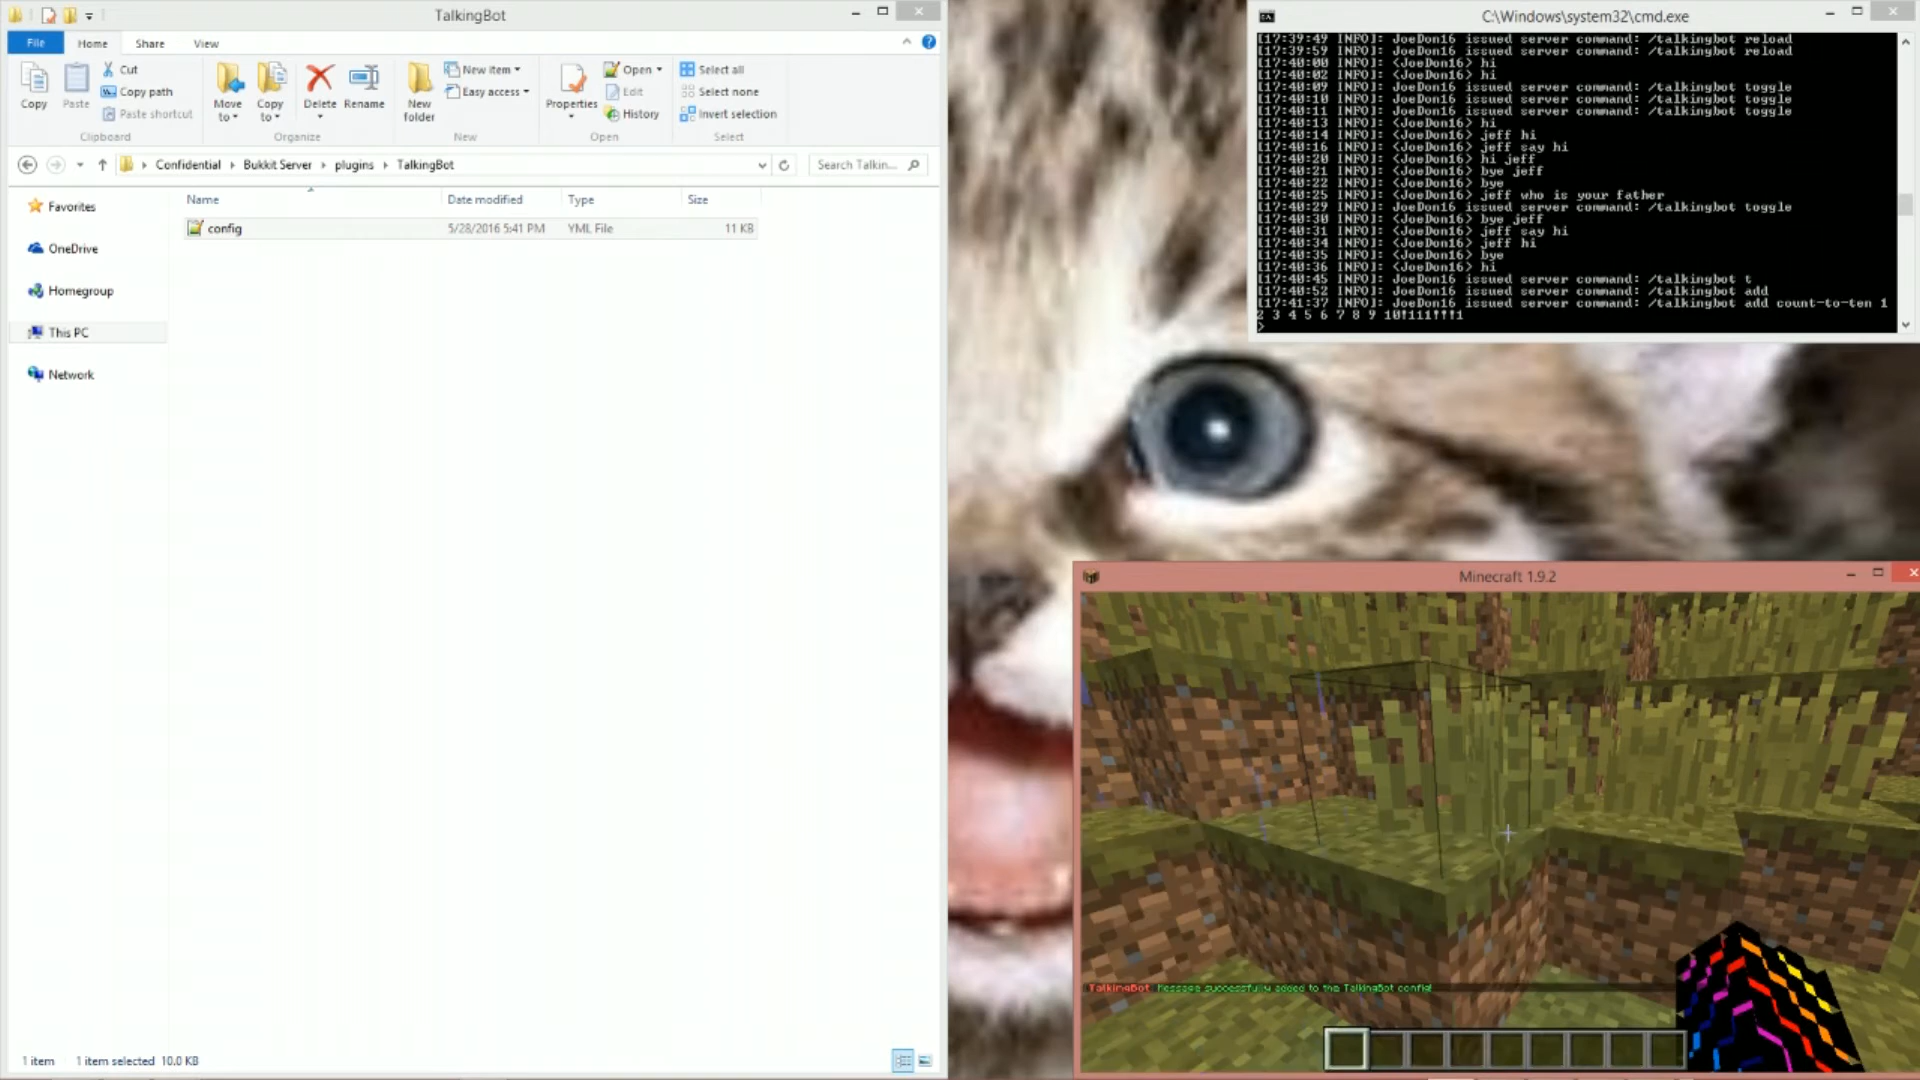 TalkingBot
File
Home
Share
View
Copy
Paste
Cut
Copy path
Paste shortcut
Clipboard
Move to
Copy to
Delete
Rename
Organize
New folder
New item
Easy access
New
Properties
Open
Edit
History
Open
Select all
Select none
Invert selection
Select
Confidential
Bukkit Server
plugins
TalkingBot
Search Talkin...
Favorites
OneDrive
Homegroup
This PC
Network
Name
Date modified
Type
Size
config
5/28/2016 5:41 PM
YML File
11 KB
1 item
1 item selected 10.0 KB
C:\Windows\system32\cmd.exe
[17:39:49 INFO]: JoeDon16 issued server command: /talkingbot reload
[17:39:59 INFO]: JoeDon16 issued server command: /talkingbot reload
[17:40:00 INFO]: <JoeDon16> hi
[17:40:02 INFO]: <JoeDon16> hi
[17:40:09 INFO]: JoeDon16 issued server command: /talkingbot toggle
[17:40:10 INFO]: JoeDon16 issued server command: /talkingbot toggle
[17:40:11 INFO]: JoeDon16 issued server command: /talkingbot toggle
[17:40:13 INFO]: <JoeDon16> hi
[17:40:14 INFO]: <JoeDon16> jeff hi
[17:40:16 INFO]: <JoeDon16> jeff say hi
[17:40:20 INFO]: <JoeDon16> hi jeff
[17:40:21 INFO]: <JoeDon16> bye jeff
[17:40:22 INFO]: <JoeDon16> bye
[17:40:25 INFO]: <JoeDon16> jeff who is your father
[17:40:29 INFO]: JoeDon16 issued server command: /talkingbot toggle
[17:40:30 INFO]: <JoeDon16> bye jeff
[17:40:31 INFO]: <JoeDon16> jeff say hi
[17:40:34 INFO]: <JoeDon16> jeff hi
[17:40:35 INFO]: <JoeDon16> bye
[17:40:36 INFO]: <JoeDon16> hi
[17:40:45 INFO]: JoeDon16 issued server command: /talkingbot t
[17:40:52 INFO]: JoeDon16 issued server command: /talkingbot add
[17:41:37 INFO]: JoeDon16 issued server command: /talkingbot add count-to-ten 1
2 3 4 5 6 7 8 9 10!111!!!1
>
Minecraft 1.9.2
TalkingBot Message successfully added to the TalkingBot config!